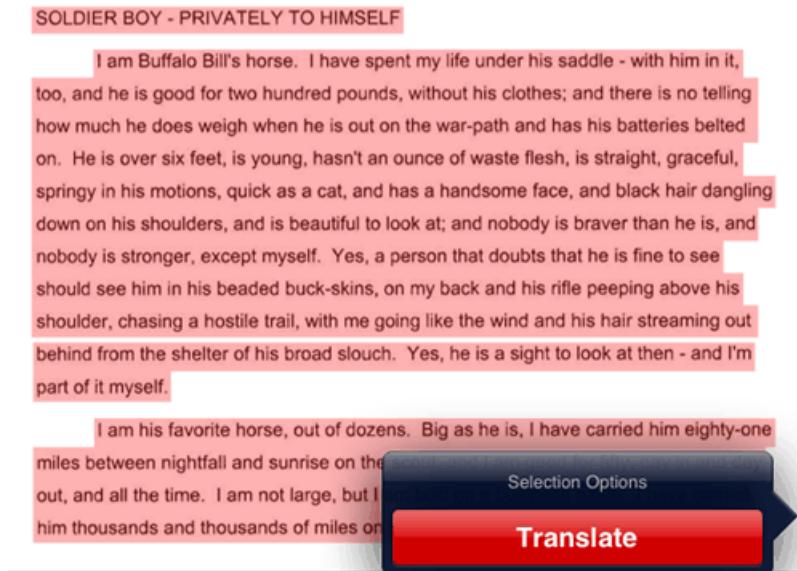 SOLDIER BOY - PRIVATELY TO HIMSELF
I am Buffalo Bill's horse. I have spent my life under his saddle - with him in it,
too, and he is good for two hundred pounds, without his clothes; and there is no telling
how much he does weigh when he is out on the war-path and has his batteries belted
on. He is over six feet, is young, hasn't an ounce of waste flesh, is straight, graceful,
springy in his motions, quick as a cat, and has a handsome face, and black hair dangling
down on his shoulders, and is beautiful to look at; and nobody is braver than he is, and
nobody is stronger, except myself. Yes, a person that doubts that he is fine to see
should see him in his beaded buck-skins, on my back and his rifle peeping above his
shoulder, chasing a hostile trail, with me going like the wind and his hair streaming out
behind from the shelter of his broad slouch. Yes, he is a sight to look at then - and I'm
part of it myself.
I am his favorite horse, out of dozens. Big as he is, I have carried him eighty-one
miles between nightfall and sunrise on the
out, and all the time. I am not large, but I
him thousands and thousands of miles on
Selection Options
Translate